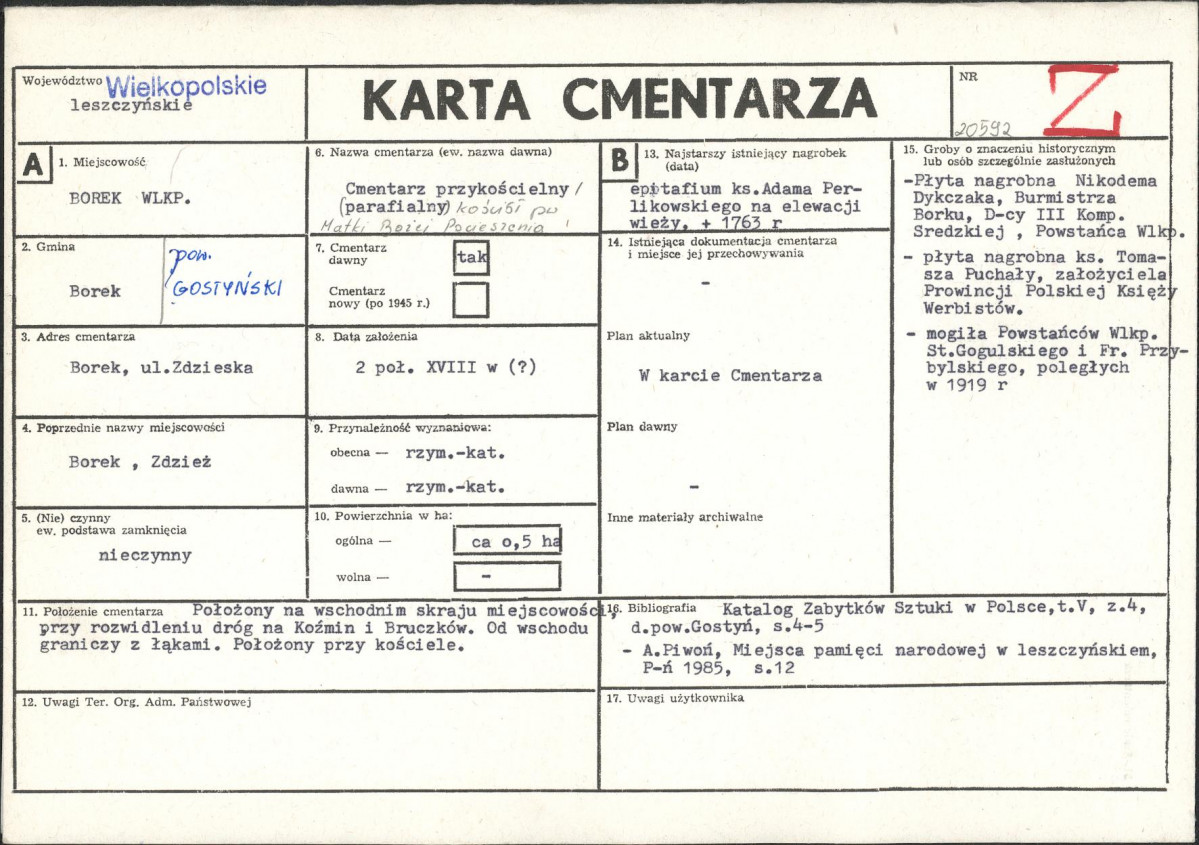 Województwo Wielkopolskie
leszczyńskie
KARTA CMENTARZA
NR
20592
Z
A
1. Miejscowość
BOREK WLKP.
2. Gmina
Borek
pow.
GOSTYŃSKI
3. Adres cmentarza
Borek, ul.Zdzieska
4. Poprzednie nazwy miejscowości
Borek , Zdzież
5. (Nie) czynny
ew. podstawa zamknięcia
nieczynny
6. Nazwa cmentarza (ew. nazwa dawna)
Cmentarz przykościelny /
(parafialny) kościół pw
Matki Bożej Pocieszenia
7. Cmentarz
dawny
tak
Cmentarz
nowy (po 1945 r.)
8. Data założenia
2 poł. XVIII w (?)
9. Przynależność wyznaniowa:
obecna — rzym.-kat.
dawna — rzym.-kat.
10. Powierzchnia w ha:
ogólna — ca o,5 ha
wolna — –
B
13. Najstarszy istniejący nagrobek
(data)
epitafium ks.Adama Per-
likowskiego na elewacji
wieży, + 1763 r
14. Istniejąca dokumentacja cmentarza
i miejsce jej przechowywania
–
Plan aktualny
W karcie Cmentarza
Plan dawny
–
Inne materiały archiwalne
15. Groby o znaczeniu historycznym
lub osób szczególnie zasłużonych
-Płyta nagrobna Nikodema
Dykczaka, Burmistrza
Borku, D-cy III Komp.
Sredzkiej , Powstańca Wlkp.
- płyta nagrobna ks. Toma-
sza Puchały, założyciela
Prowincji Polskiej Księży
Werbistów.
- mogiła Powstańców Wlkp.
St.Gogulskiego i Fr. Przy-
bylskiego, poległych
w 1919 r
11. Położenie cmentarza Położony na wschodnim skraju miejscowości,
przy rozwidleniu dróg na Koźmin i Bruczków. Od wschodu
graniczy z łąkami. Położony przy kościele.
12. Uwagi Ter. Org. Adm. Państwowej
16. Bibliografia Katalog Zabytków Sztuki w Polsce,t.V, z.4,
d.pow.Gostyń, s.4-5
- A.Piwoń, Miejsca pamięci narodowej w leszczyńskiem,
P-ń 1985, s.12
17. Uwagi użytkownika